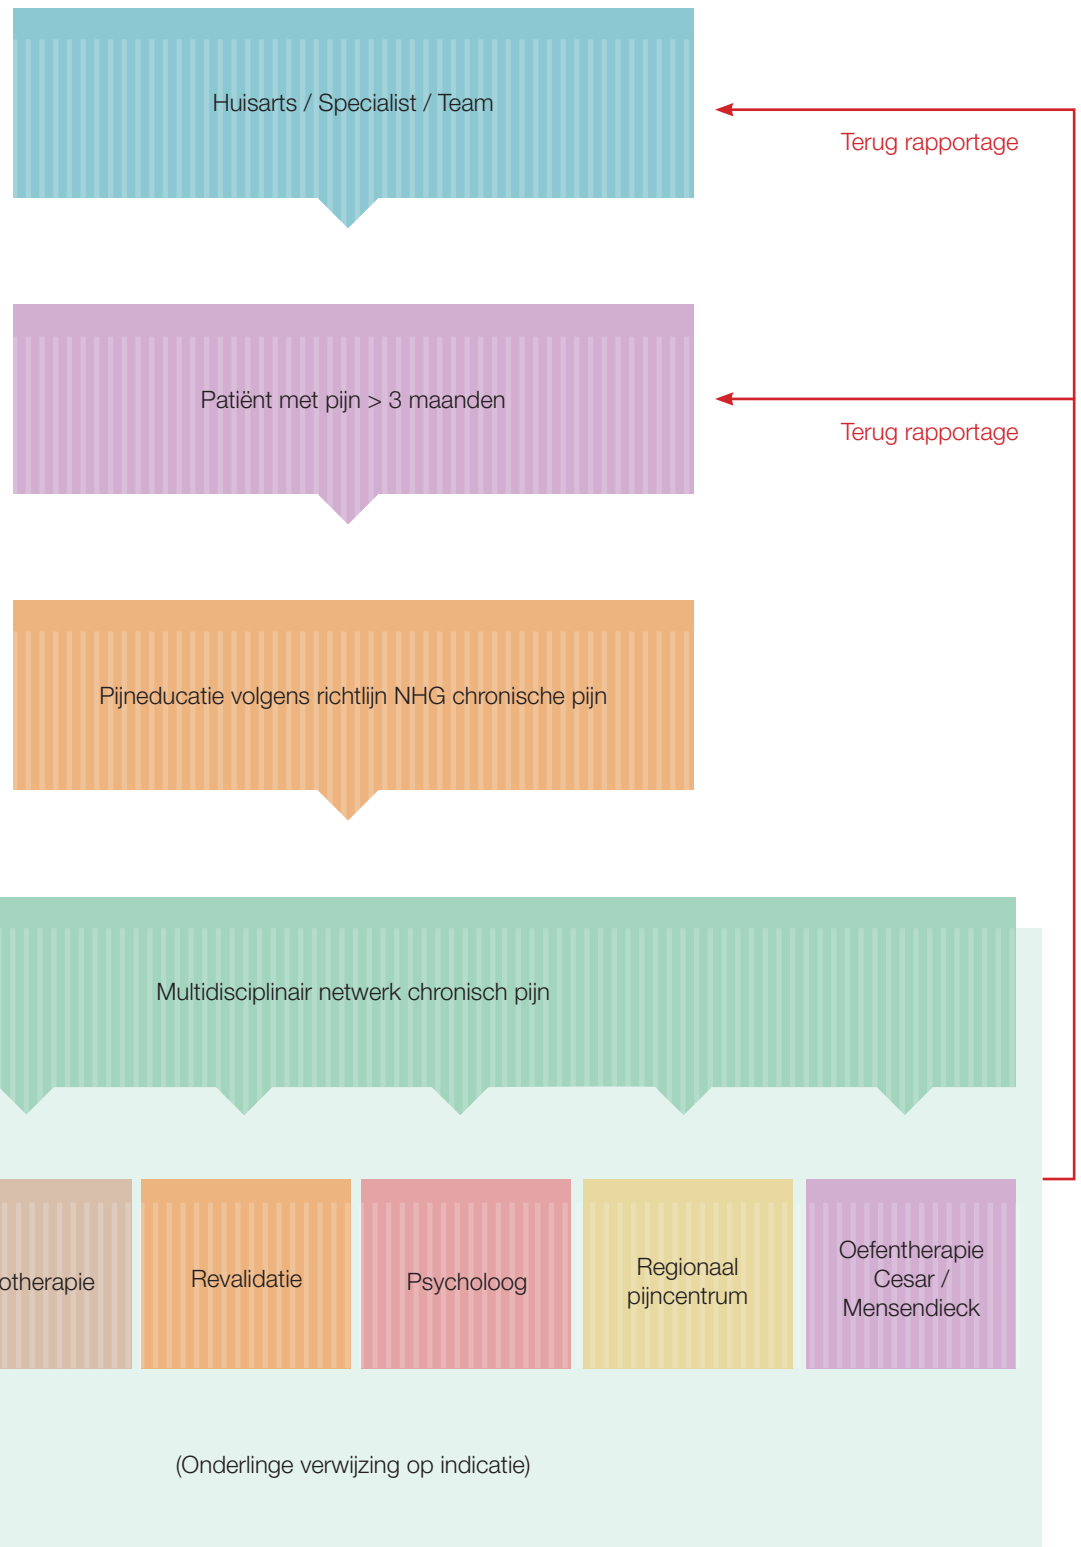 Huisarts / Specialist / Team
Terug rapportage
Patiënt met pijn > 3 maanden
Terug rapportage
Pijneducatie volgens richtlijn NHG chronische pijn
Multidisciplinair netwerk chronisch pijn
otherapie
Revalidatie
Psycholoog
Regionaal
pijncentrum
Oefentherapie
Cesar /
Mensendieck
(Onderlinge verwijzing op indicatie)